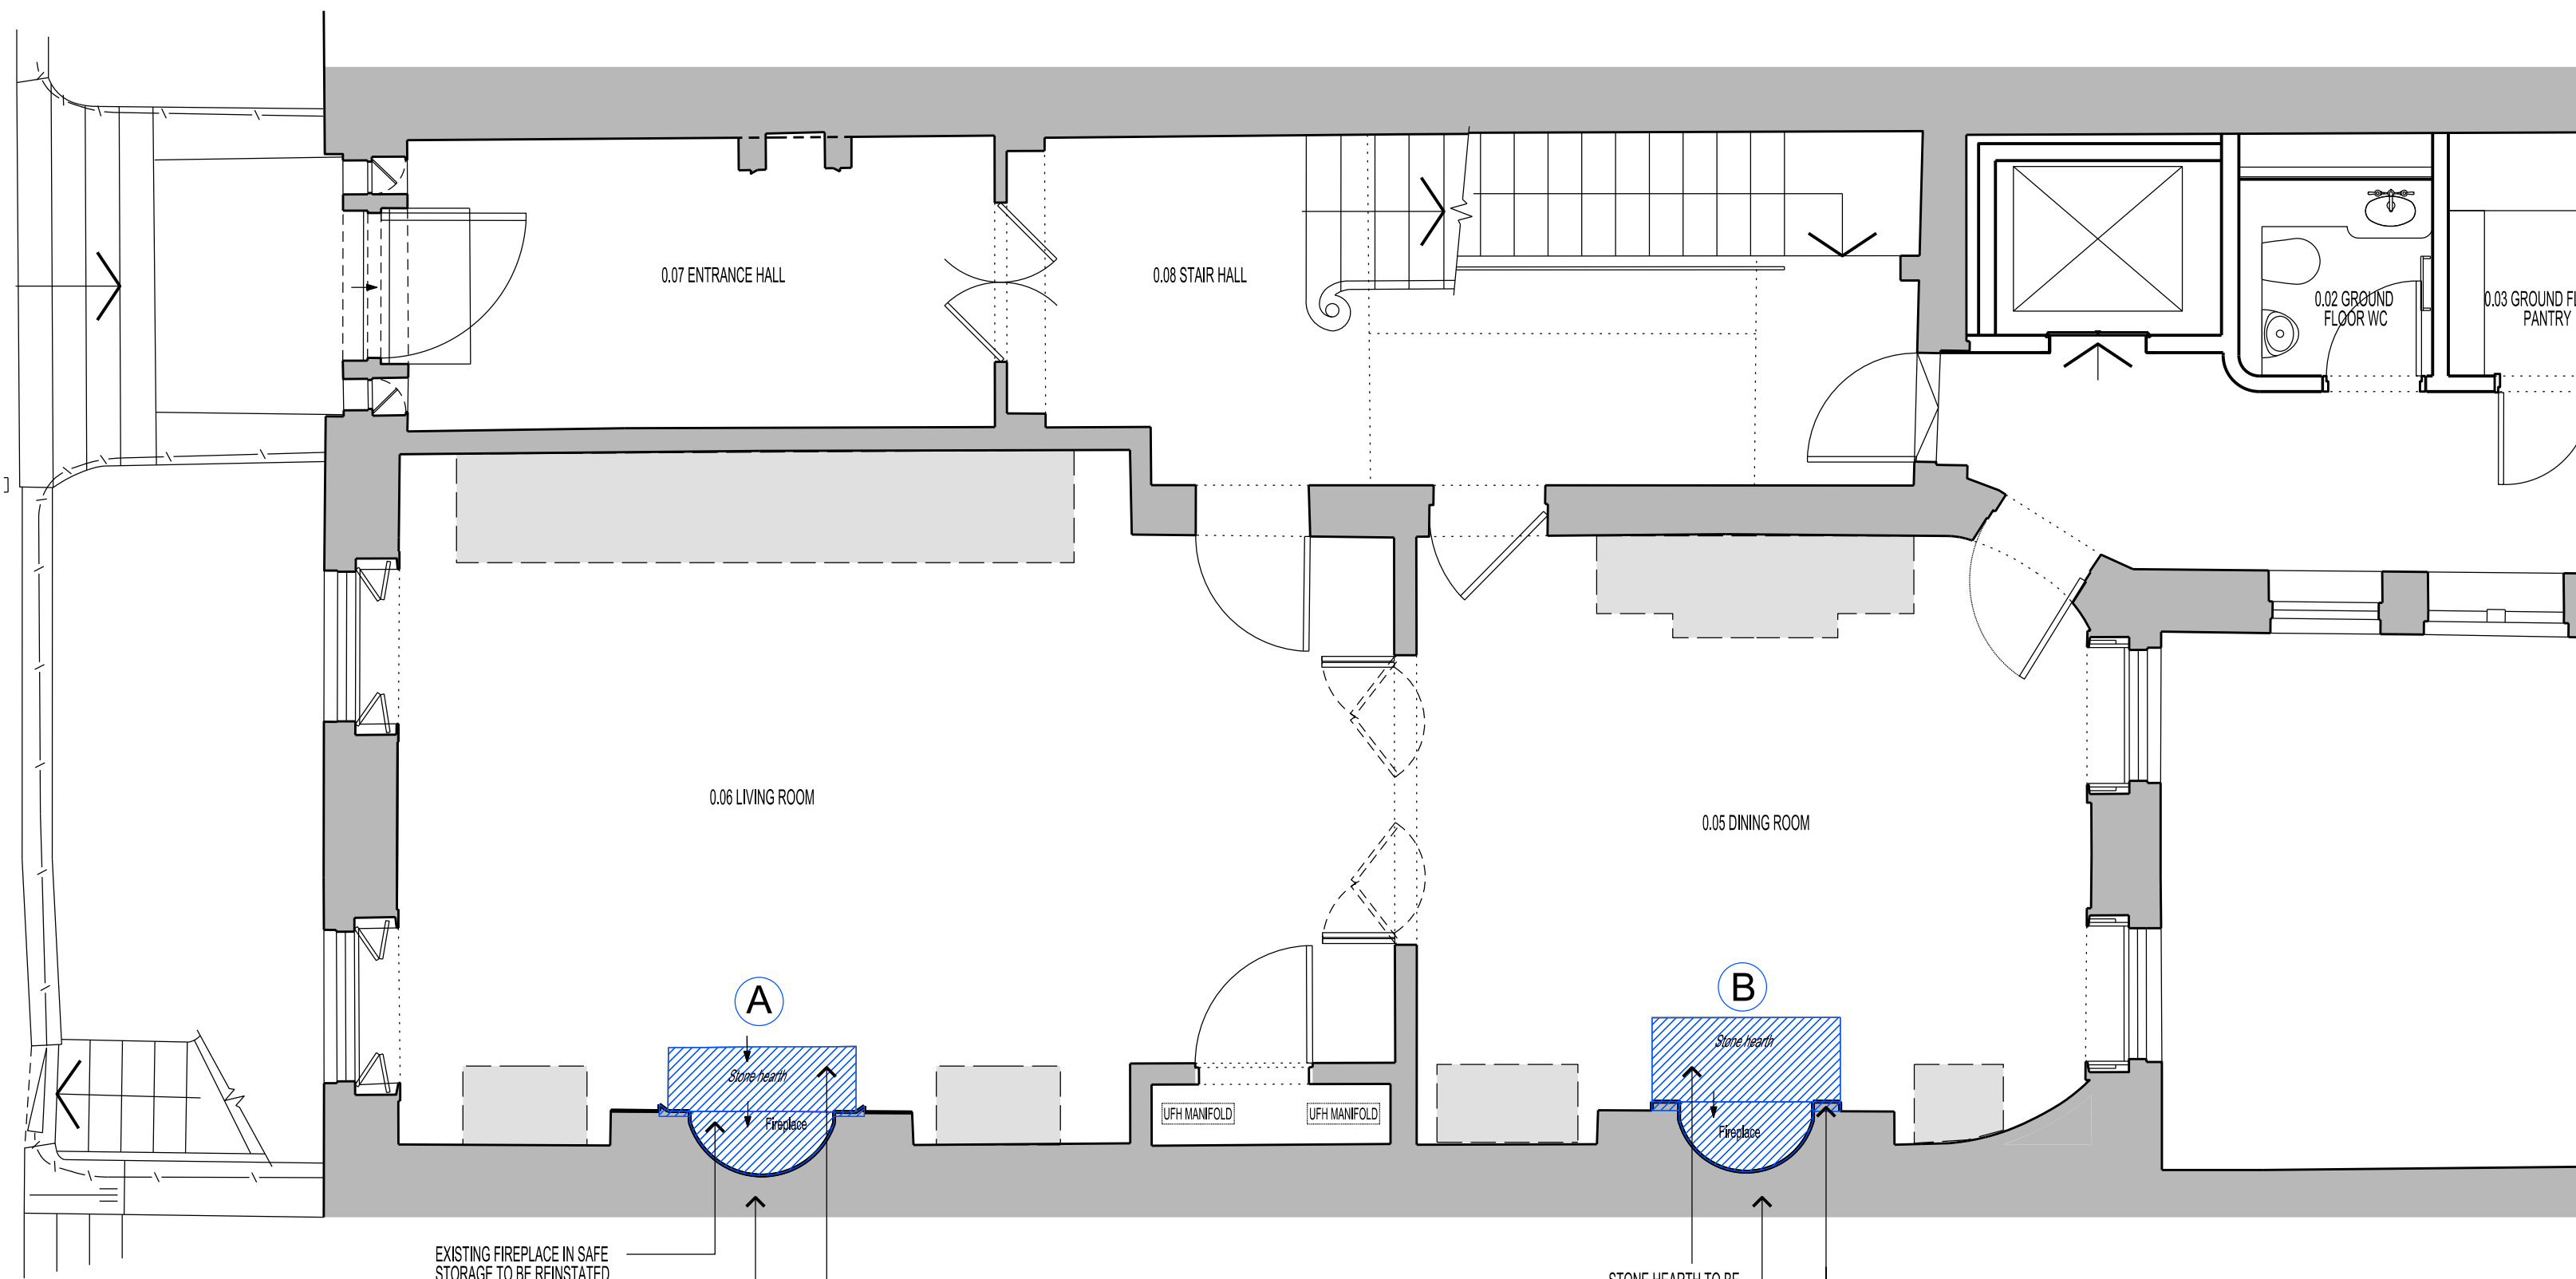 0.07 ENTRANCE HALL
0.08 STAIR HALL
0.02 GROUND
FLOOR WC
0.03 GROUND
PANTRY
0.06 LIVING ROOM
0.05 DINING ROOM
A
B
Stone hearth
Fireplace
Stone hearth
Fireplace
UFH MANIFOLD
UFH MANIFOLD
EXISTING FIREPLACE IN SAFE
STORAGE TO BE REINSTATED
STONE HEARTH TO BE